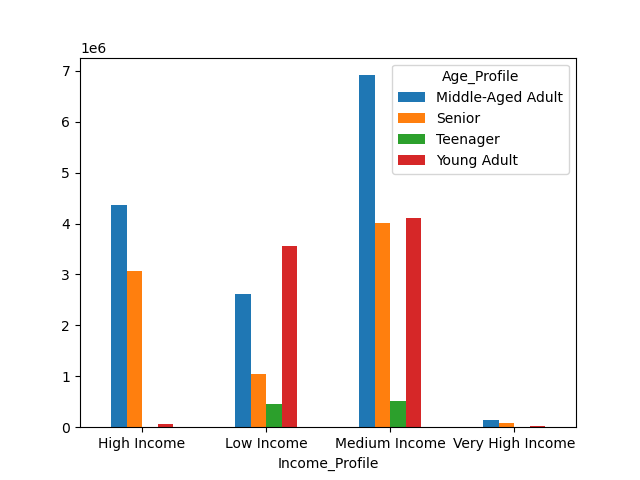 1e6
7
6
5
4
3
2
1
0
Age_Profile
Middle-Aged Adult
Senior
Teenager
Young Adult
High Income
Low Income
Medium Income
Very High Income
Income_Profile